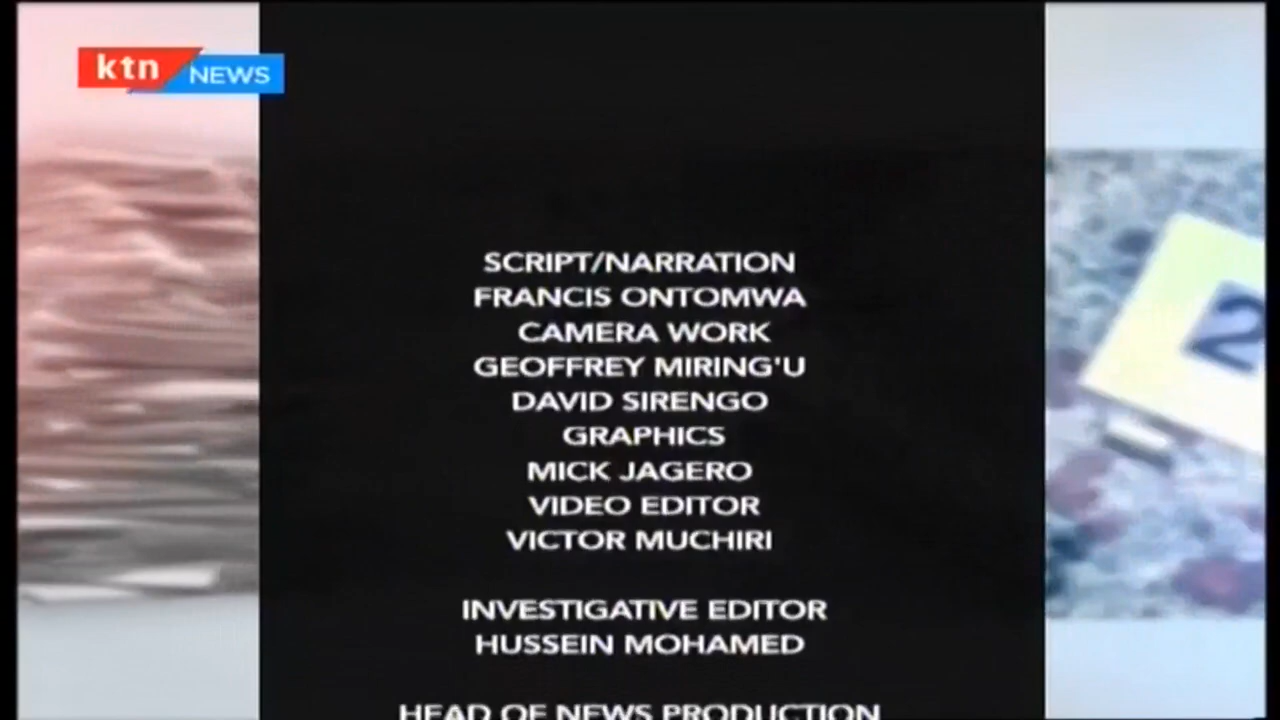 ktn NEWS
SCRIPT/NARRATION
FRANCIS ONTOMWA
CAMERA WORK
GEOFFREY MIRING'U
DAVID SIRENGO
GRAPHICS
MICK JAGERO
VIDEO EDITOR
VICTOR MUCHIRI
INVESTIGATIVE EDITOR
HUSSEIN MOHAMED
HEAD OF NEWS PRODUCTION
2